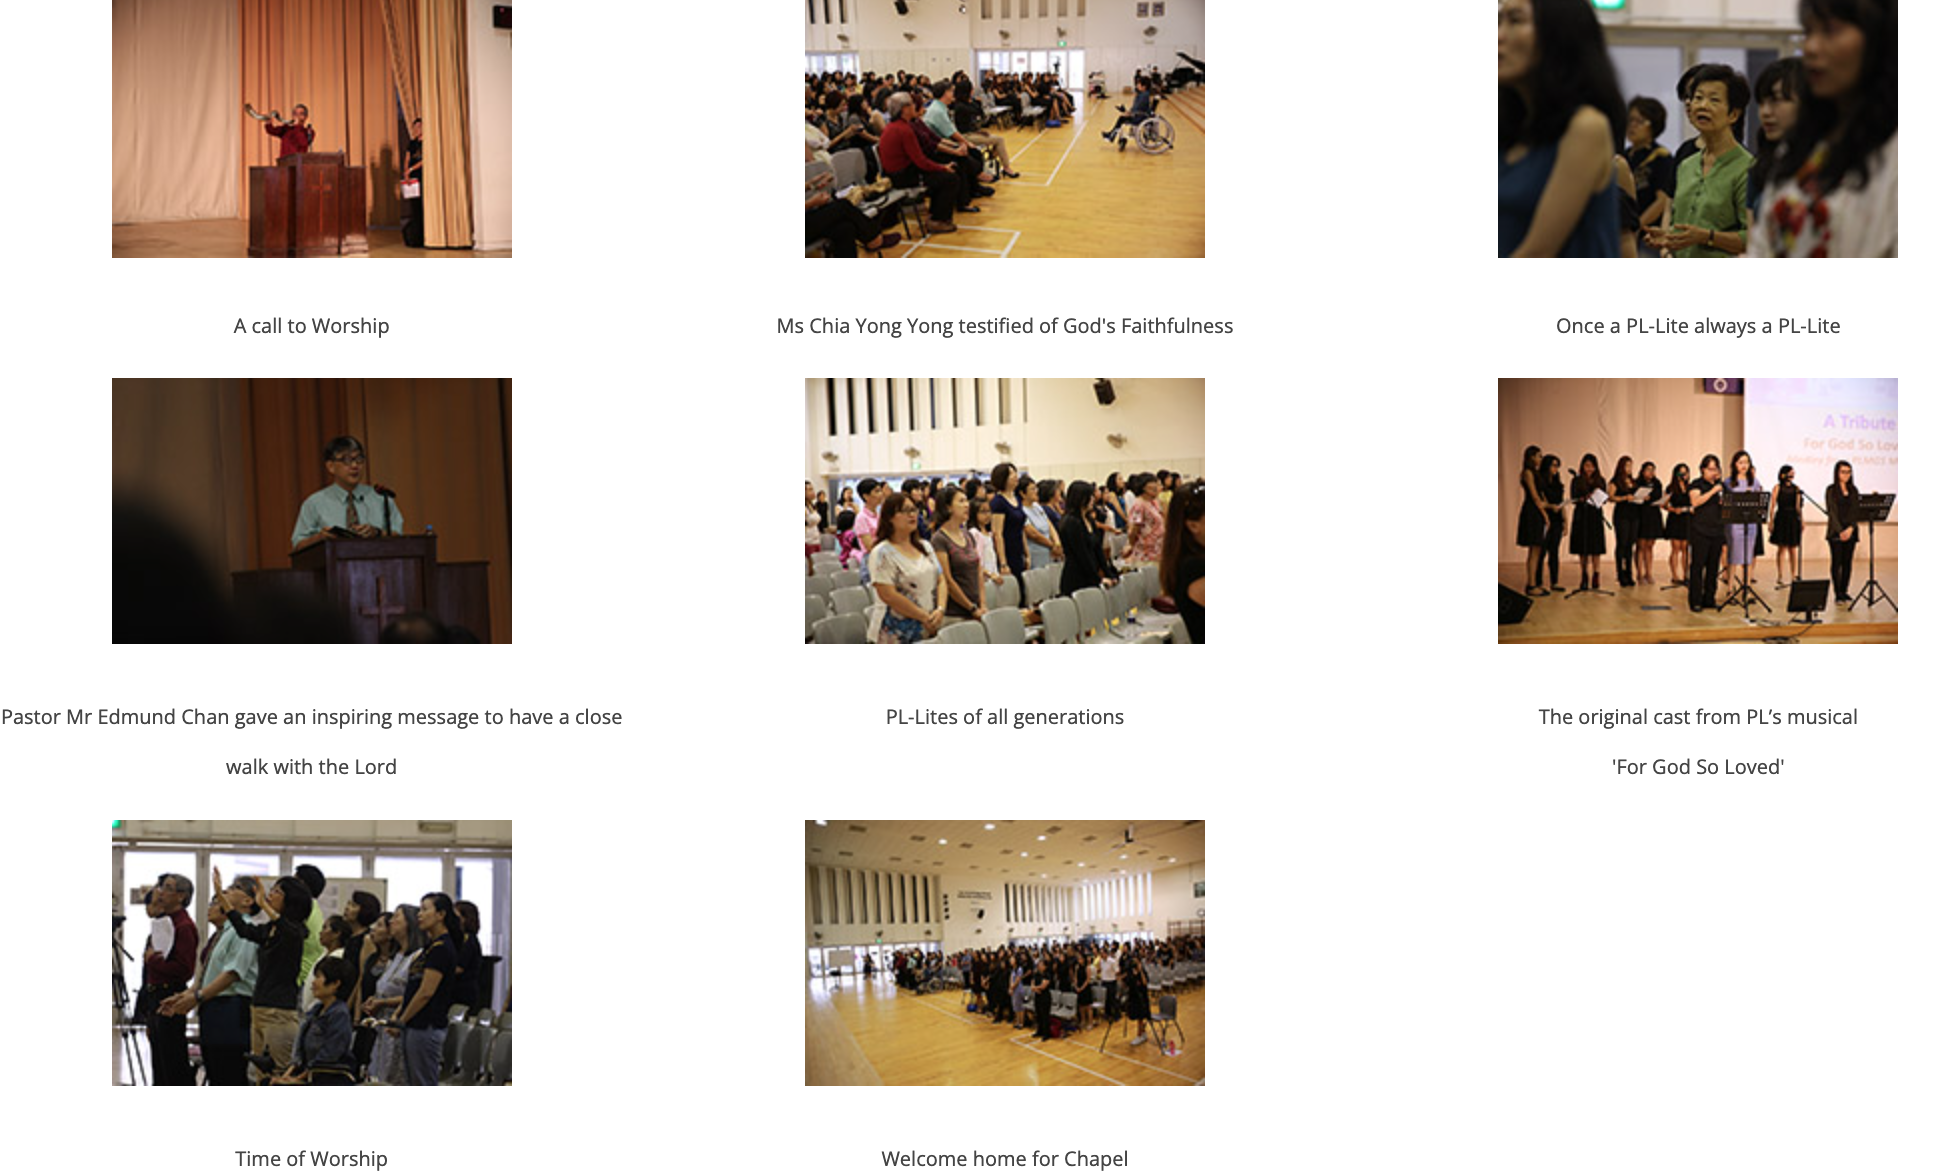 A call to Worship
Ms Chia Yong Yong testified of God's Faithfulness
Once a PL-Lite always a PL-Lite
A Tribute
For God So Lov
Pastor Mr Edmund Chan gave an inspiring message to have a close
walk with the Lord
PL-Lites of all generations
The original cast from PL’s musical
'For God So Loved'
Time of Worship
Welcome home for Chapel